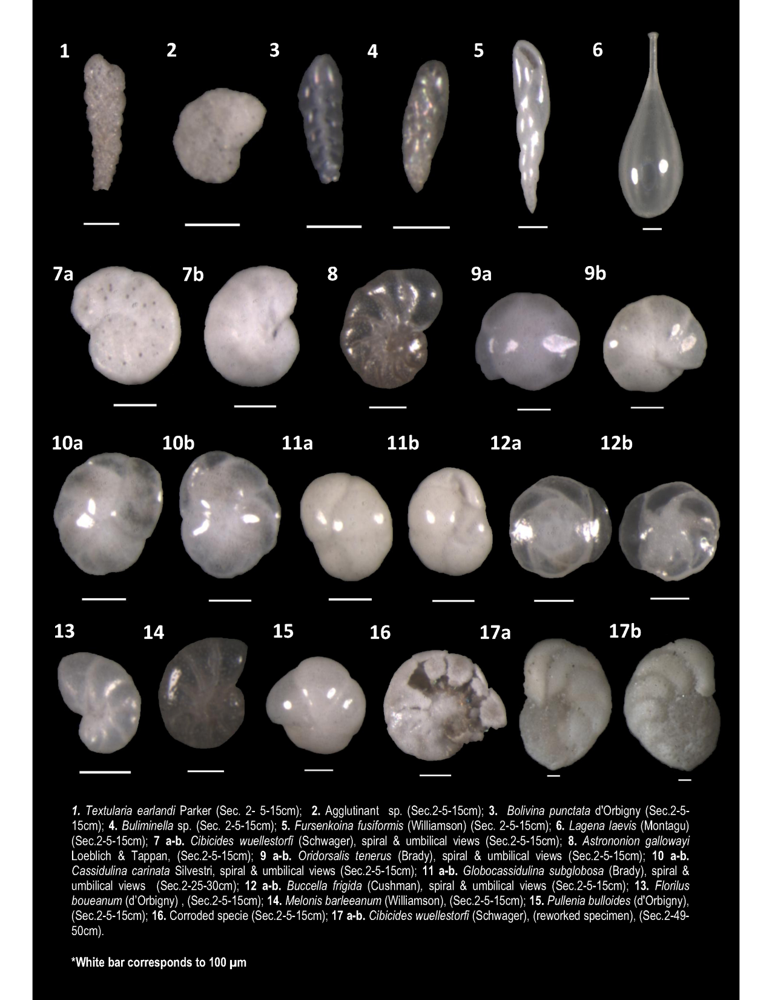 1 2 3 4 5 6
7a 7b 8 9a 9b
10a 10b 11a 11b 12a 12b
13 14 15 16 17a 17b
1. Textularia earlandi Parker (Sec. 2- 5-15cm); 2. Agglutinant sp. (Sec.2-5-15cm); 3. Bolivina punctata d'Orbigny (Sec.2-5-
15cm); 4. Buliminella sp. (Sec. 2-5-15cm); 5. Fursenkoina fusiformis (Williamson) (Sec. 2-5-15cm); 6. Lagena laevis (Montagu)
(Sec.2-5-15cm); 7 a-b. Cibicides wuellestorfi (Schwager), spiral & umbilical views (Sec.2-5-15cm); 8. Astrononion gallowayi
Loeblich & Tappan, (Sec.2-5-15cm); 9 a-b. Oridorsalis tenerus (Brady), spiral & umbilical views (Sec.2-5-15cm); 10 a-b.
Cassidulina carinata Silvestri, spiral & umbilical views (Sec.2-5-15cm); 11 a-b. Globocassidulina subglobosa (Brady), spiral &
umbilical views (Sec.2-25-30cm); 12 a-b. Buccella frigida (Cushman), spiral & umbilical views (Sec.2-5-15cm); 13. Florilus
boueanum (d'Orbigny) , (Sec.2-5-15cm); 14. Melonis barleeanum (Williamson), (Sec.2-5-15cm); 15. Pullenia bulloides (d'Orbigny),
(Sec.2-5-15cm); 16. Corroded specie (Sec.2-5-15cm); 17 a-b. Cibicides wuellestorfi (Schwager), (reworked specimen), (Sec.2-49-
50cm).
*White bar corresponds to 100 µm